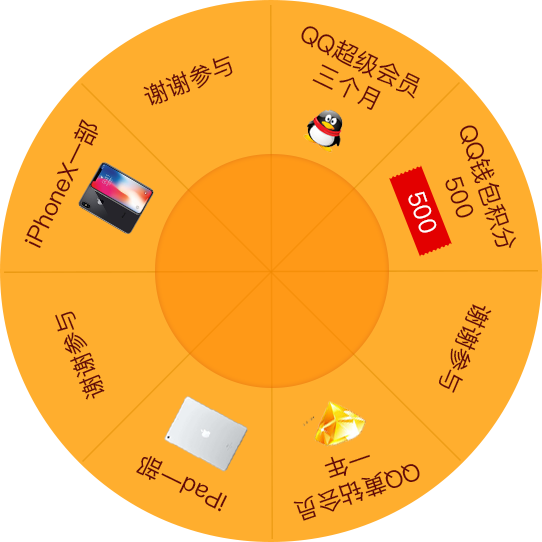 QQ超级会员
三个月
QQ钱包积分
500
500
谢谢参与
QQ黄钻会员
一年
iPad一部
谢谢参与
iPhoneX一部
谢谢参与